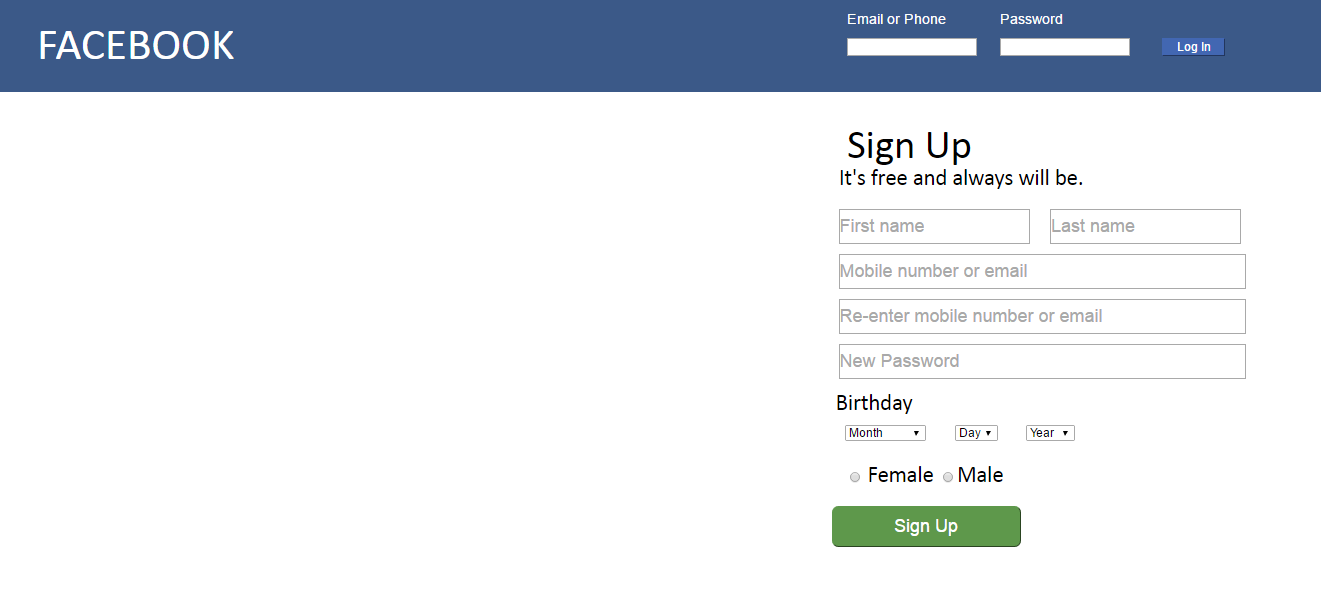 FACEBOOK
Email or Phone Password
Log In
Sign Up
It's free and always will be.
First name Last name
Mobile number or email
Re-enter mobile number or email
New Password
Birthday
Month Day Year
Female Male
Sign Up